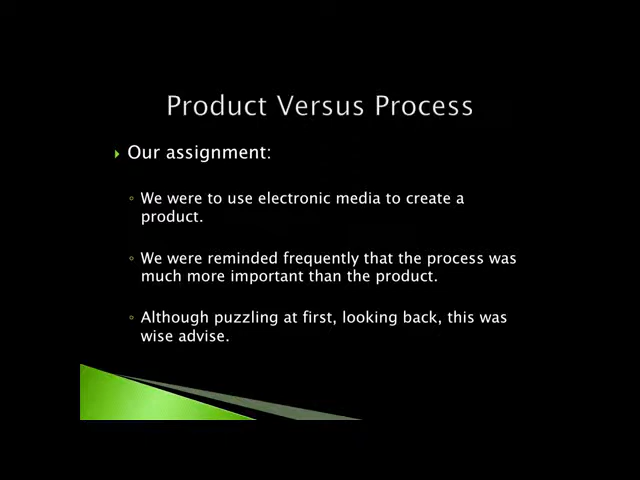 Product Versus Process
Our assignment:
We were to use electronic media to create a
product.
We were reminded frequently that the process was
much more important than the product.
Although puzzling at first, looking back, this was
wise advise.